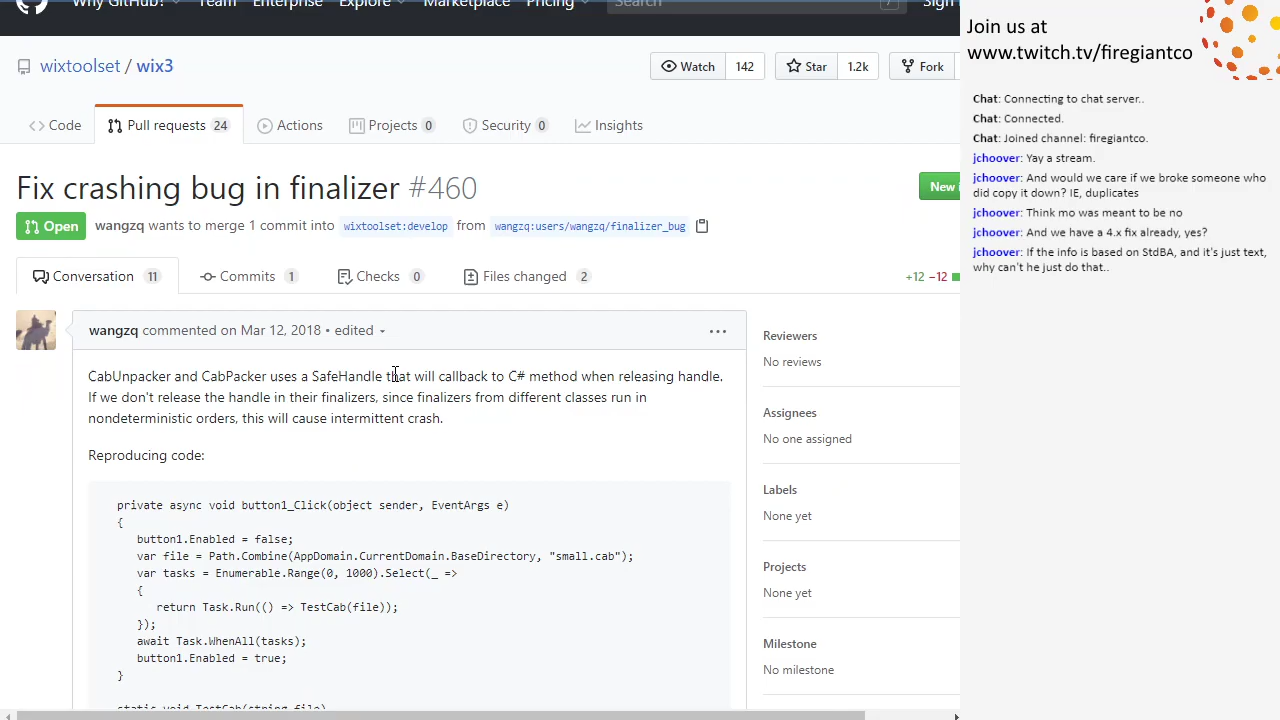 Why GitHub? Team Enterprise Explore Marketplace Pricing Search / Sign
wixtoolset / wix3
Watch 142 Star 1.2k Fork
Code Pull requests 24 Actions Projects 0 Security 0 Insights
Fix crashing bug in finalizer #460
New i
Open wangzq wants to merge 1 commit into wixtoolset:develop from wangzq:users/wangzq/finalizer_bug
Conversation 11 Commits 1 Checks 0 Files changed 2
+12 −12
wangzq commented on Mar 12, 2018 • edited
CabUnpacker and CabPacker uses a SafeHandle that will callback to C# method when releasing handle.
If we don't release the handle in their finalizers, since finalizers from different classes run in
nondeterministic orders, this will cause intermittent crash.
Reproducing code:
private async void button1_Click(object sender, EventArgs e)
{
button1.Enabled = false;
var file = Path.Combine(AppDomain.CurrentDomain.BaseDirectory, "small.cab");
var tasks = Enumerable.Range(0, 1000).Select(_ =>
{
return Task.Run(() => TestCab(file));
});
await Task.WhenAll(tasks);
button1.Enabled = true;
}
static void TestCab(string file)
Reviewers
No reviews
Assignees
No one assigned
Labels
None yet
Projects
None yet
Milestone
No milestone
Join us at
www.twitch.tv/firegiantco
Chat: Connecting to chat server..
Chat: Connected.
Chat: Joined channel: firegiantco.
jchoover: Yay a stream.
jchoover: And would we care if we broke someone who
did copy it down? IE, duplicates
jchoover: Think mo was meant to be no
jchoover: And we have a 4.x fix already, yes?
jchoover: If the info is based on StdBA, and it's just text,
why can't he just do that..